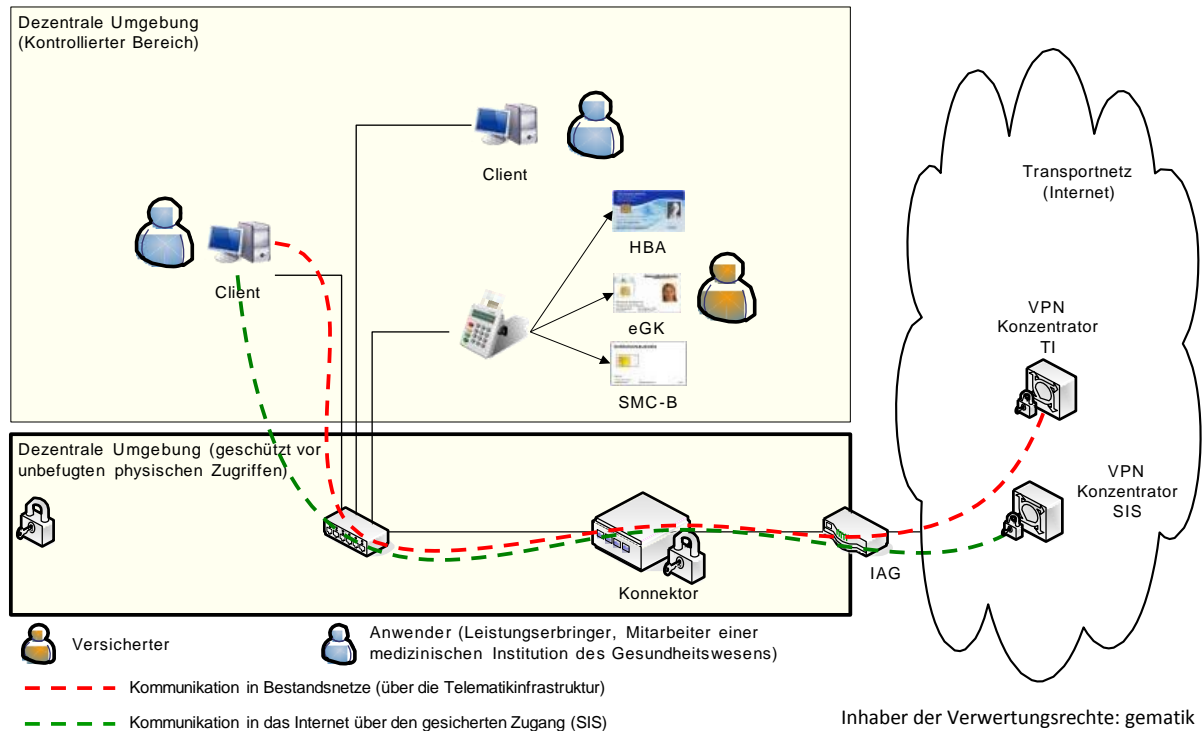 Dezentrale Umgebung
(Kontrollierter Bereich)
Client
Client
HBA
eGK
SMC-B
Transportnetz
(Internet)
VPN
Konzentrator
TI
VPN
Konzentrator
SIS
Dezentrale Umgebung (geschützt vor
unbefugten physischen Zugriffen)
Konnektor
IAG
Versicherter
Anwender (Leistungserbringer, Mitarbeiter einer
medizinischen Institution des Gesundheitswesens)
Kommunikation in Bestandsnetze (über die Telematikinfrastruktur)
Kommunikation in das Internet über den gesicherten Zugang (SIS)
Inhaber der Verwertungsrechte: gematik